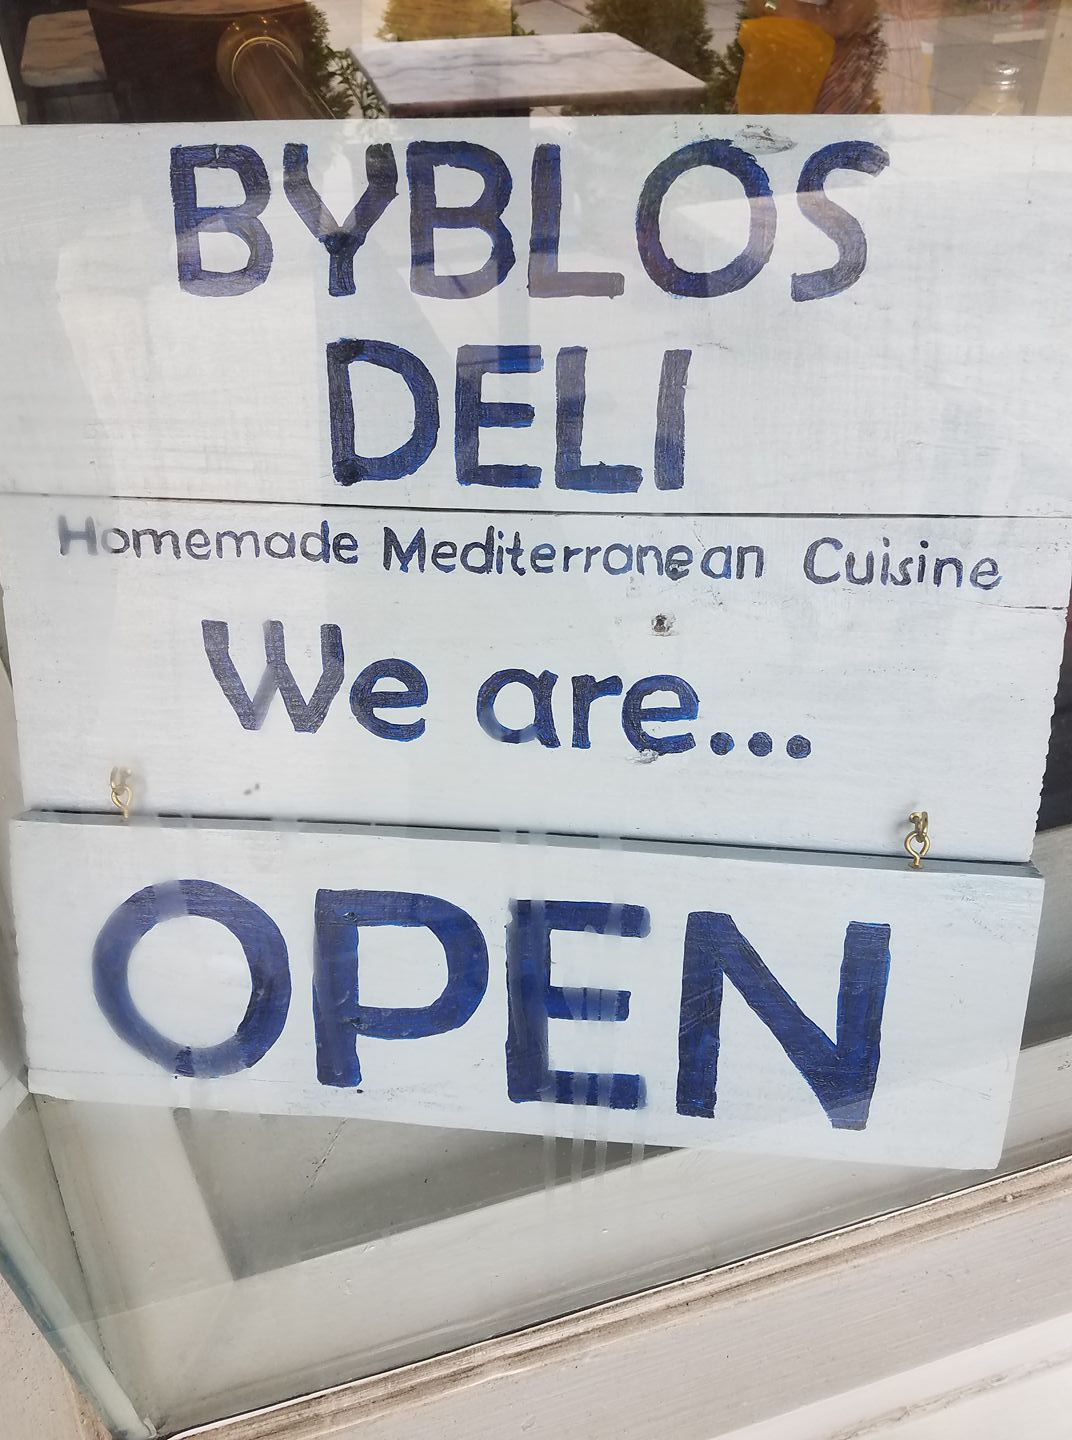 BYBLOS
DELI
Homemade Mediterranean Cuisine
We are...
OPEN